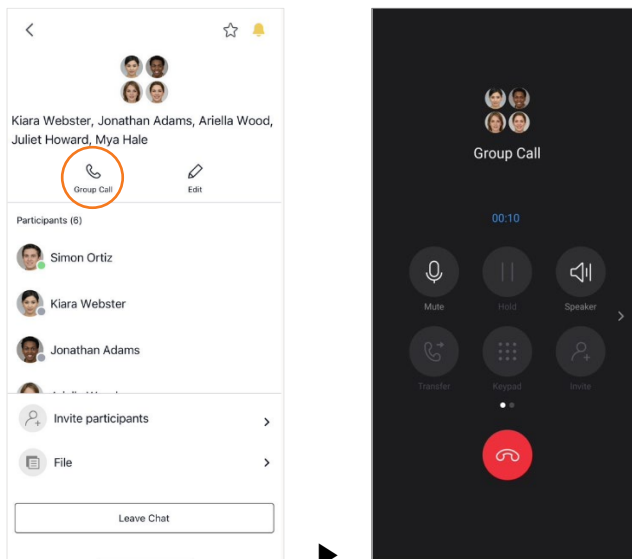 Kiara Webster, Jonathan Adams, Ariella Wood,
Juliet Howard, Mya Hale
Group Call
Edit
Participants (6)
Simon Ortiz
Kiara Webster
Jonathan Adams
Invite participants
File
Leave Chat
Group Call
00:10
Mute
Hold
Speaker
Transfer
Keypad
Invite